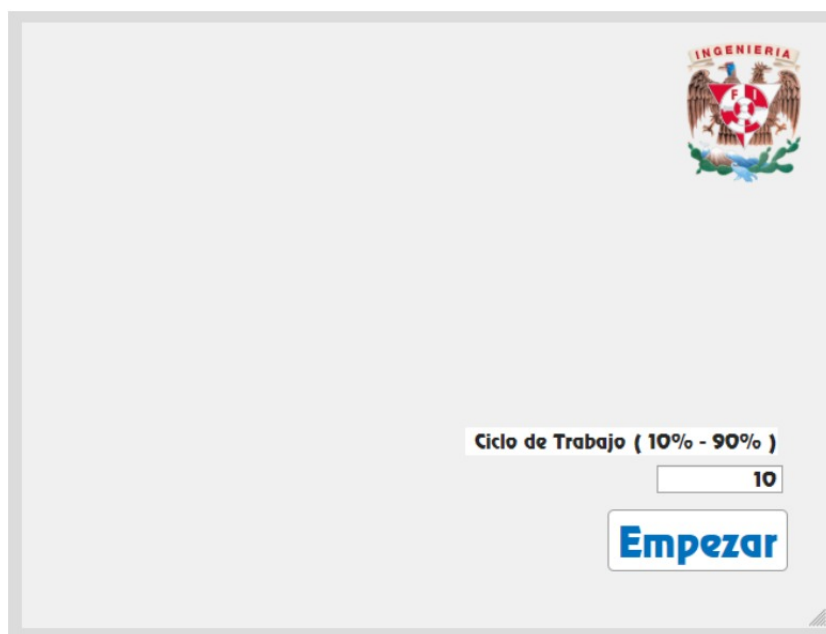 INGENIERIA
F I
Ciclo de Trabajo ( 10% - 90% )
10
Empezar